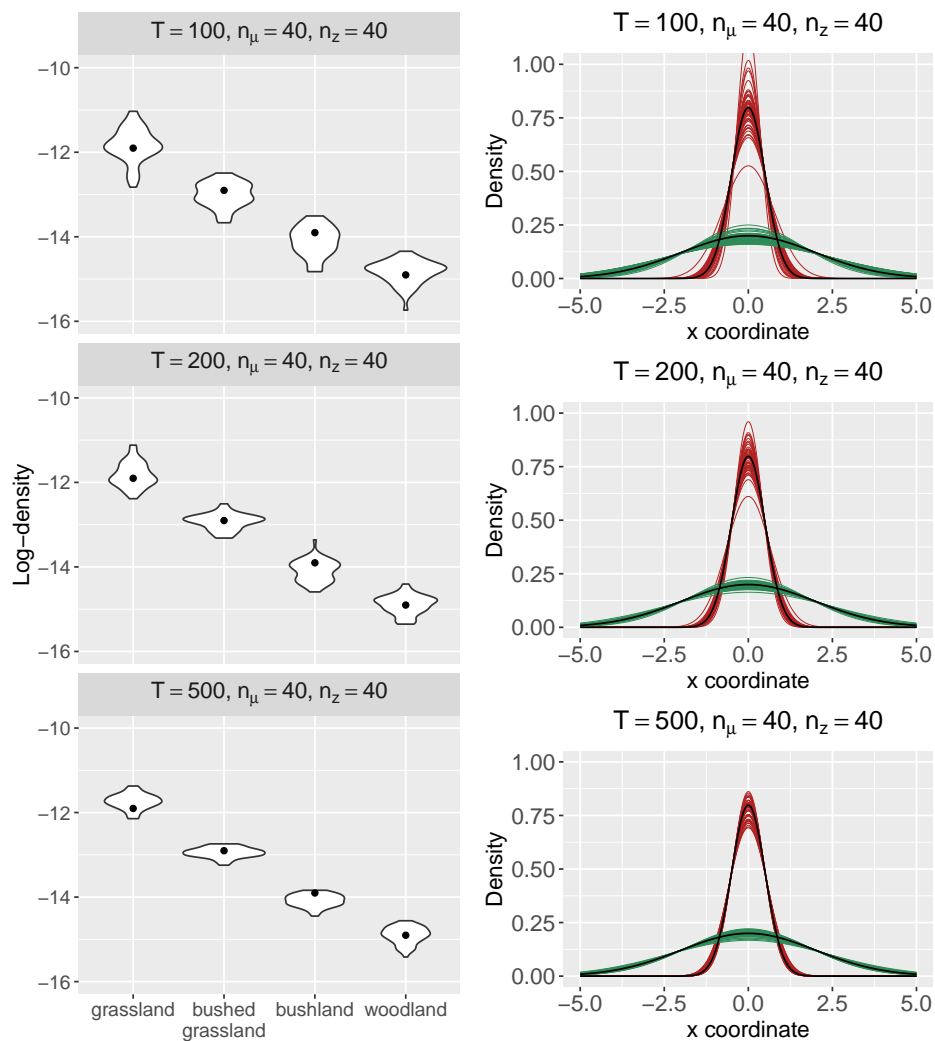 T = 100, nμ = 40, nz = 40
−10
−12
−14
−16
T = 200, nμ = 40, nz = 40
−10
−12
−14
−16
T = 500, nμ = 40, nz = 40
−10
−12
−14
−16
Log−density
grassland bushed grassland bushland woodland
T = 100, nμ = 40, nz = 40
1.00
0.75
0.50
0.25
0.00
Density
−5.0 −2.5 0.0 2.5 5.0
x coordinate
T = 200, nμ = 40, nz = 40
1.00
0.75
0.50
0.25
0.00
Density
−5.0 −2.5 0.0 2.5 5.0
x coordinate
T = 500, nμ = 40, nz = 40
1.00
0.75
0.50
0.25
0.00
Density
−5.0 −2.5 0.0 2.5 5.0
x coordinate